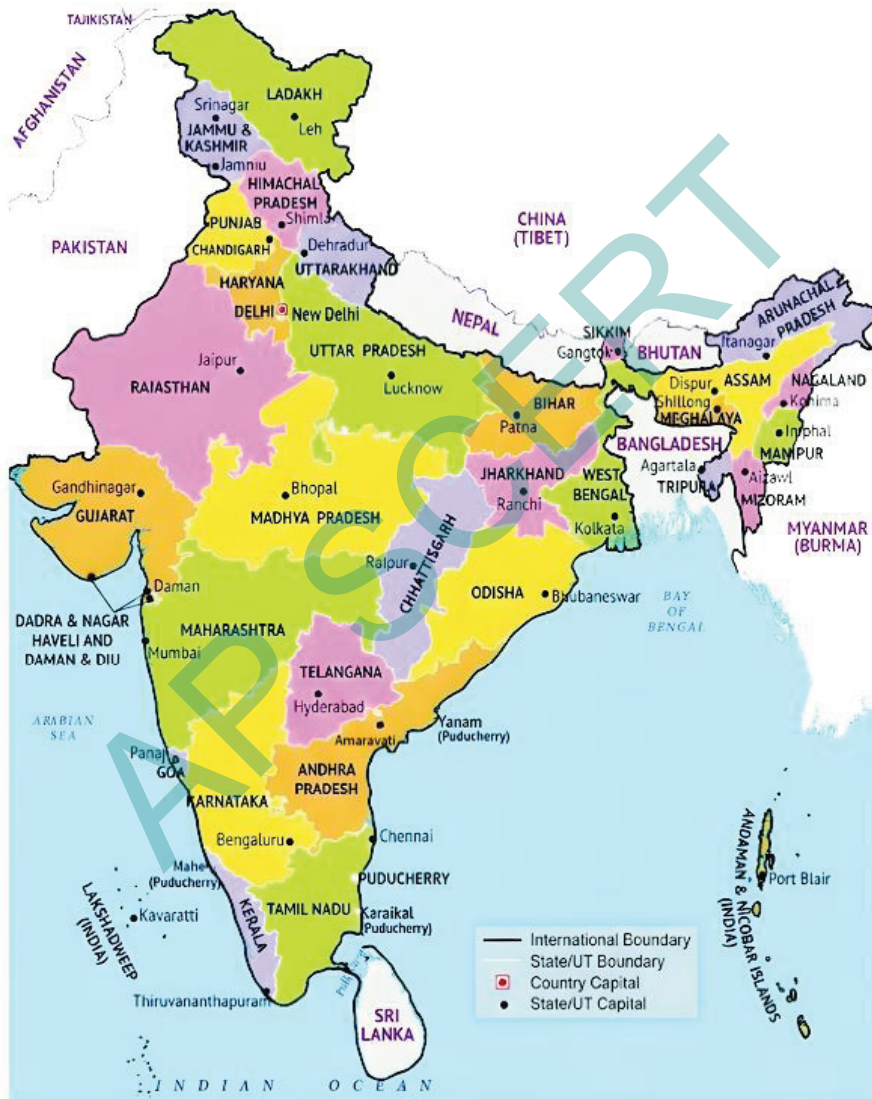 TAJIKISTAN
AFGHANISTAN
LADAKH
Srinagar
Leh
JAMMU &
KASHMIR
Jamniu
HIMACHAL
PRADESH
Shimla
PUNJAB
CHANDIGARH
CHINA
(TIBET)
PAKISTAN
Dehradur
UTTARAKHAND
HARYANA
DELHI
New Delhi
NEPAL
SIKKIM
Gangtok
BHUTAN
ARUNACHAL
PRADESH
Itanagar
UTTAR PRADESH
Lucknow
Jaipur
RAJASTHAN
BIHAR
Patna
Dispur
ASSAM
Shillong
MEGHALAYA
NAGALAND
Kohima
BANGLADESH
Imphal
MANIPUR
Agartala
TRIPURA
Aizawl
MIZORAM
MYANMAR
(BURMA)
JHARKHAND
Ranchi
WEST
BENGAL
Kolkata
Gandhinagar
GUJARAT
Bhopal
MADHYA PRADESH
CHHATTISGARH
Raipur
ODISHA
Bhubaneswar
BAY
OF
BENGAL
Daman
DADRA & NAGAR
HAVELI AND
DAMAN & DIU
Mumbai
MAHARASHTRA
TELANGANA
Hyderabad
ARABIAN
SEA
Yanam
(Puducherry)
Amaravati
Panaji
GOA
ANDHRA
PRADESH
KARNATAKA
Bengaluru
Chennai
Mahe
(Puducherry)
PUDUCHERRY
LAKSHADWEEP
(INDIA)
Kavaratti
KERALA
TAMIL NADU
Karaikal
(Puducherry)
Thiruvananthapuram
SRI
LANKA
ANDAMAN & NICOBAR ISLANDS
(INDIA)
Port Blair
International Boundary
State/UT Boundary
Country Capital
State/UT Capital
INDIAN OCEAN
AP SCERT